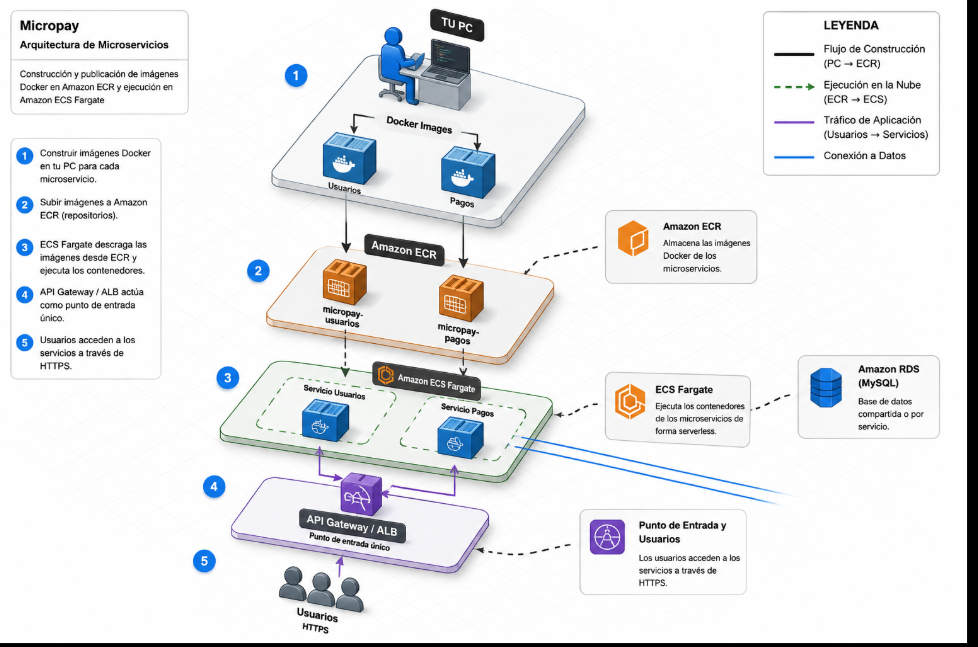 Micropay
Arquitectura de Microservicios
Construcción y publicación de imágenes
Docker en Amazon ECR y ejecución en
Amazon ECS Fargate
1
Construir imágenes Docker
en tu PC para cada
microservicio.
2
Subir imágenes a Amazon
ECR (repositorios).
3
ECS Fargate descraga las
imágenes desde ECR y
ejecuta los contenedores.
4
API Gateway / ALB actúa
como punto de entrada
único.
5
Usuarios acceden a los
servicios a través de
HTTPS.
TU PC
1
Docker Images
Usuarios
Pagos
Amazon ECR
2
micropay-
usuarios
micropay-
pagos
Amazon ECS Fargate
3
Servicio Usuarios
Servicio Pagos
4
API Gateway / ALB
Punto de entrada único
5
Usuarios
HTTPS
LEYENDA
Flujo de Construcción
(PC → ECR)
Ejecución en la Nube
(ECR → ECS)
Tráfico de Aplicación
(Usuarios → Servicios)
Conexión a Datos
Amazon ECR
Almacena las imágenes
Docker de los
microservicios.
ECS Fargate
Ejecuta los contenedores
de los microservicios de
forma serverless.
Amazon RDS
(MySQL)
Base de datos
compartida o por
servicio.
Punto de Entrada y
Usuarios
Los usuarios acceden a los
servicios a través de
HTTPS.